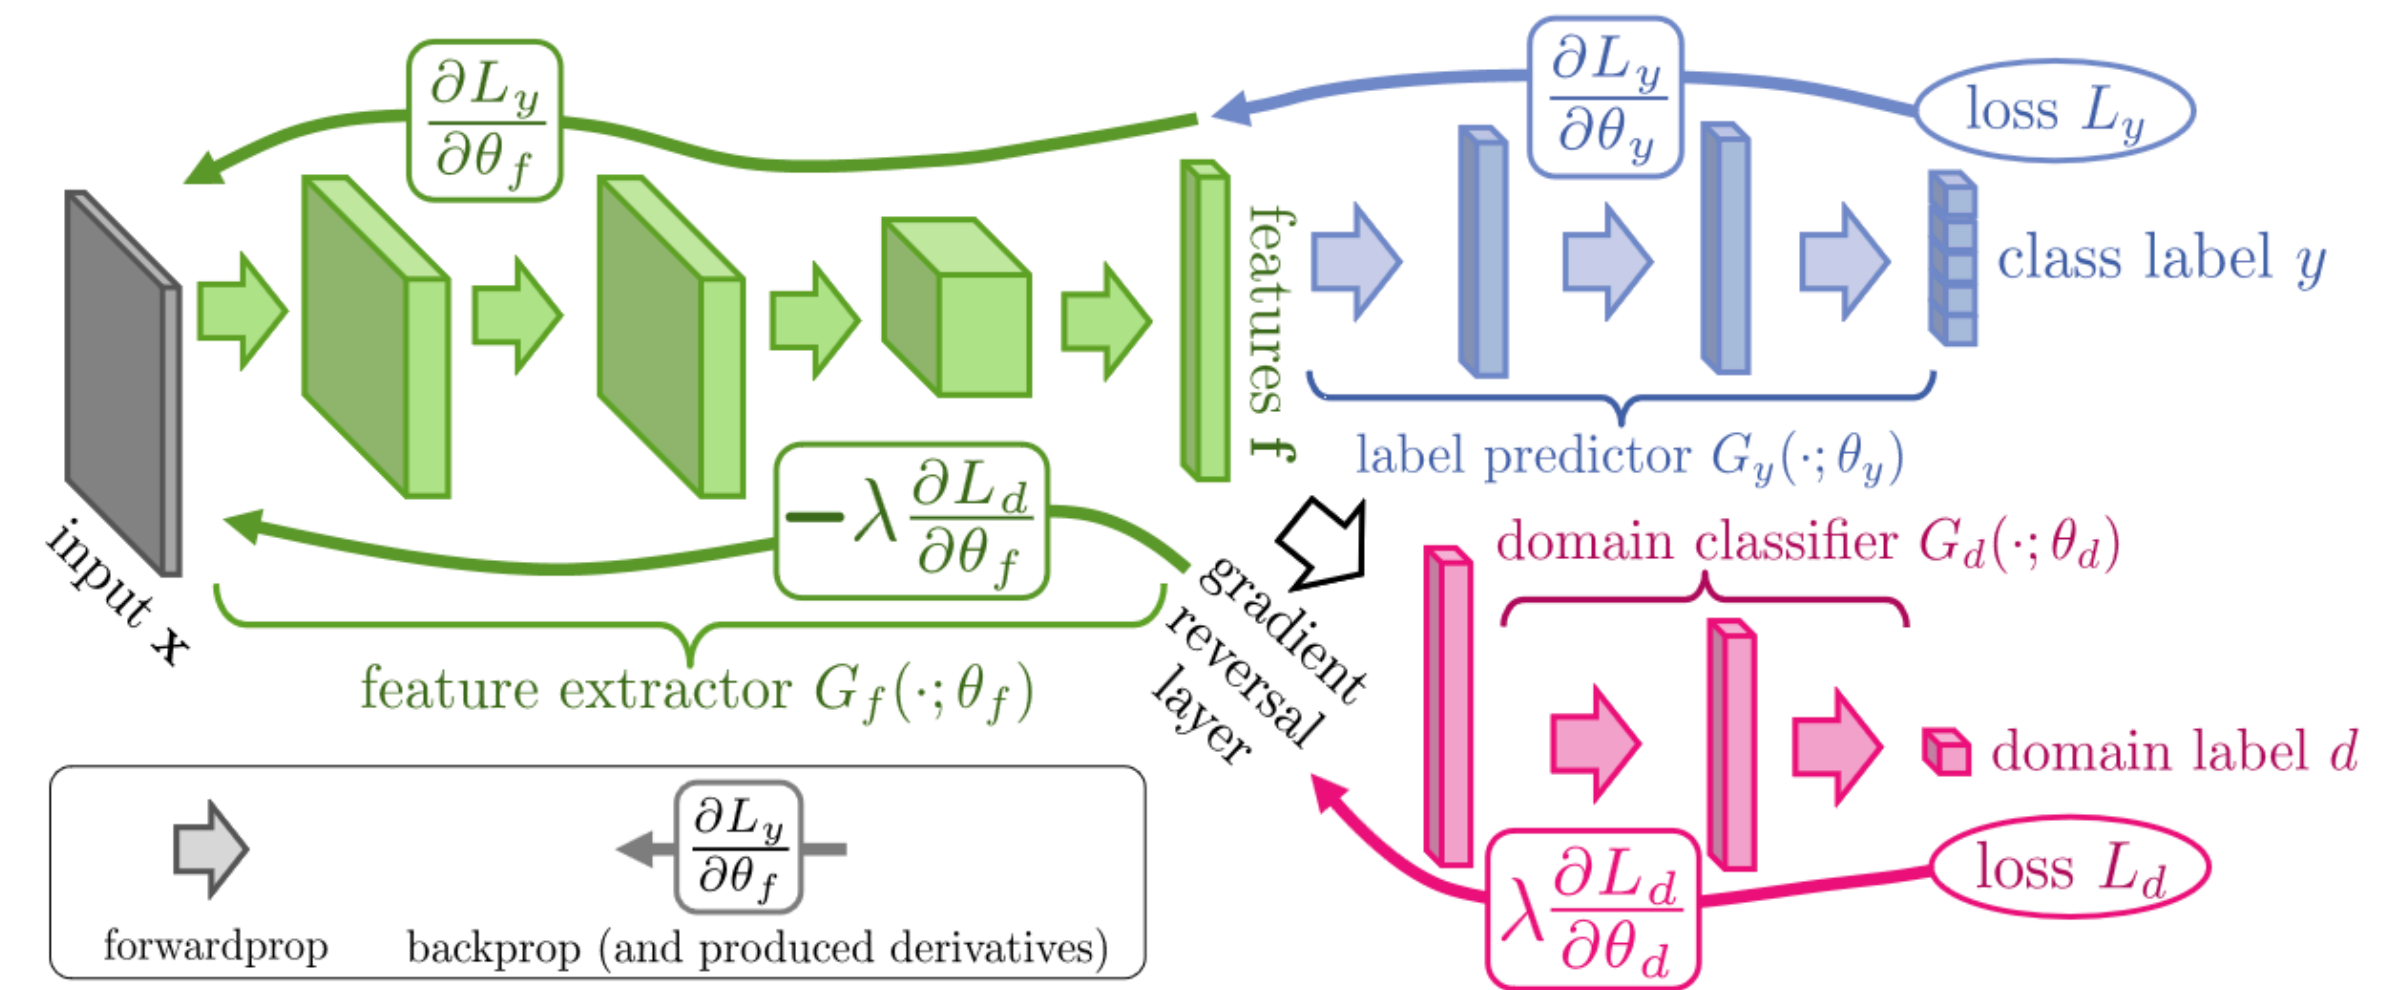 ∂L_y/∂θ_f
∂L_y/∂θ_y
loss L_y
input x
features f
class label y
label predictor G_y(·; θ_y)
−λ ∂L_d/∂θ_f
feature extractor G_f(·; θ_f)
gradient
reversal
layer
domain classifier G_d(·; θ_d)
domain label d
loss L_d
λ ∂L_d/∂θ_d
∂L_y/∂θ_f
forwardprop
backprop (and produced derivatives)